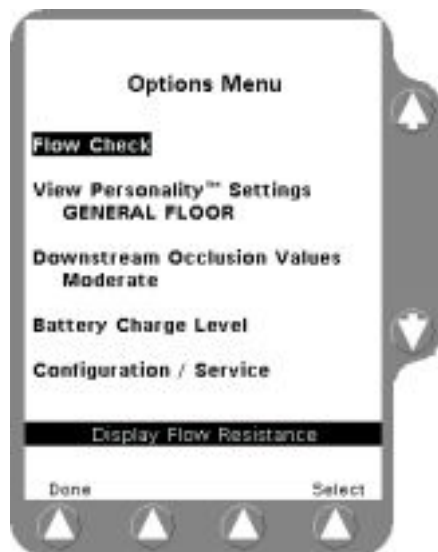 Options Menu
Flow Check
View Personality™ Settings
GENERAL FLOOR
Downstream Occlusion Values
Moderate
Battery Charge Level
Configuration / Service
Display Flow Resistance
Done Select